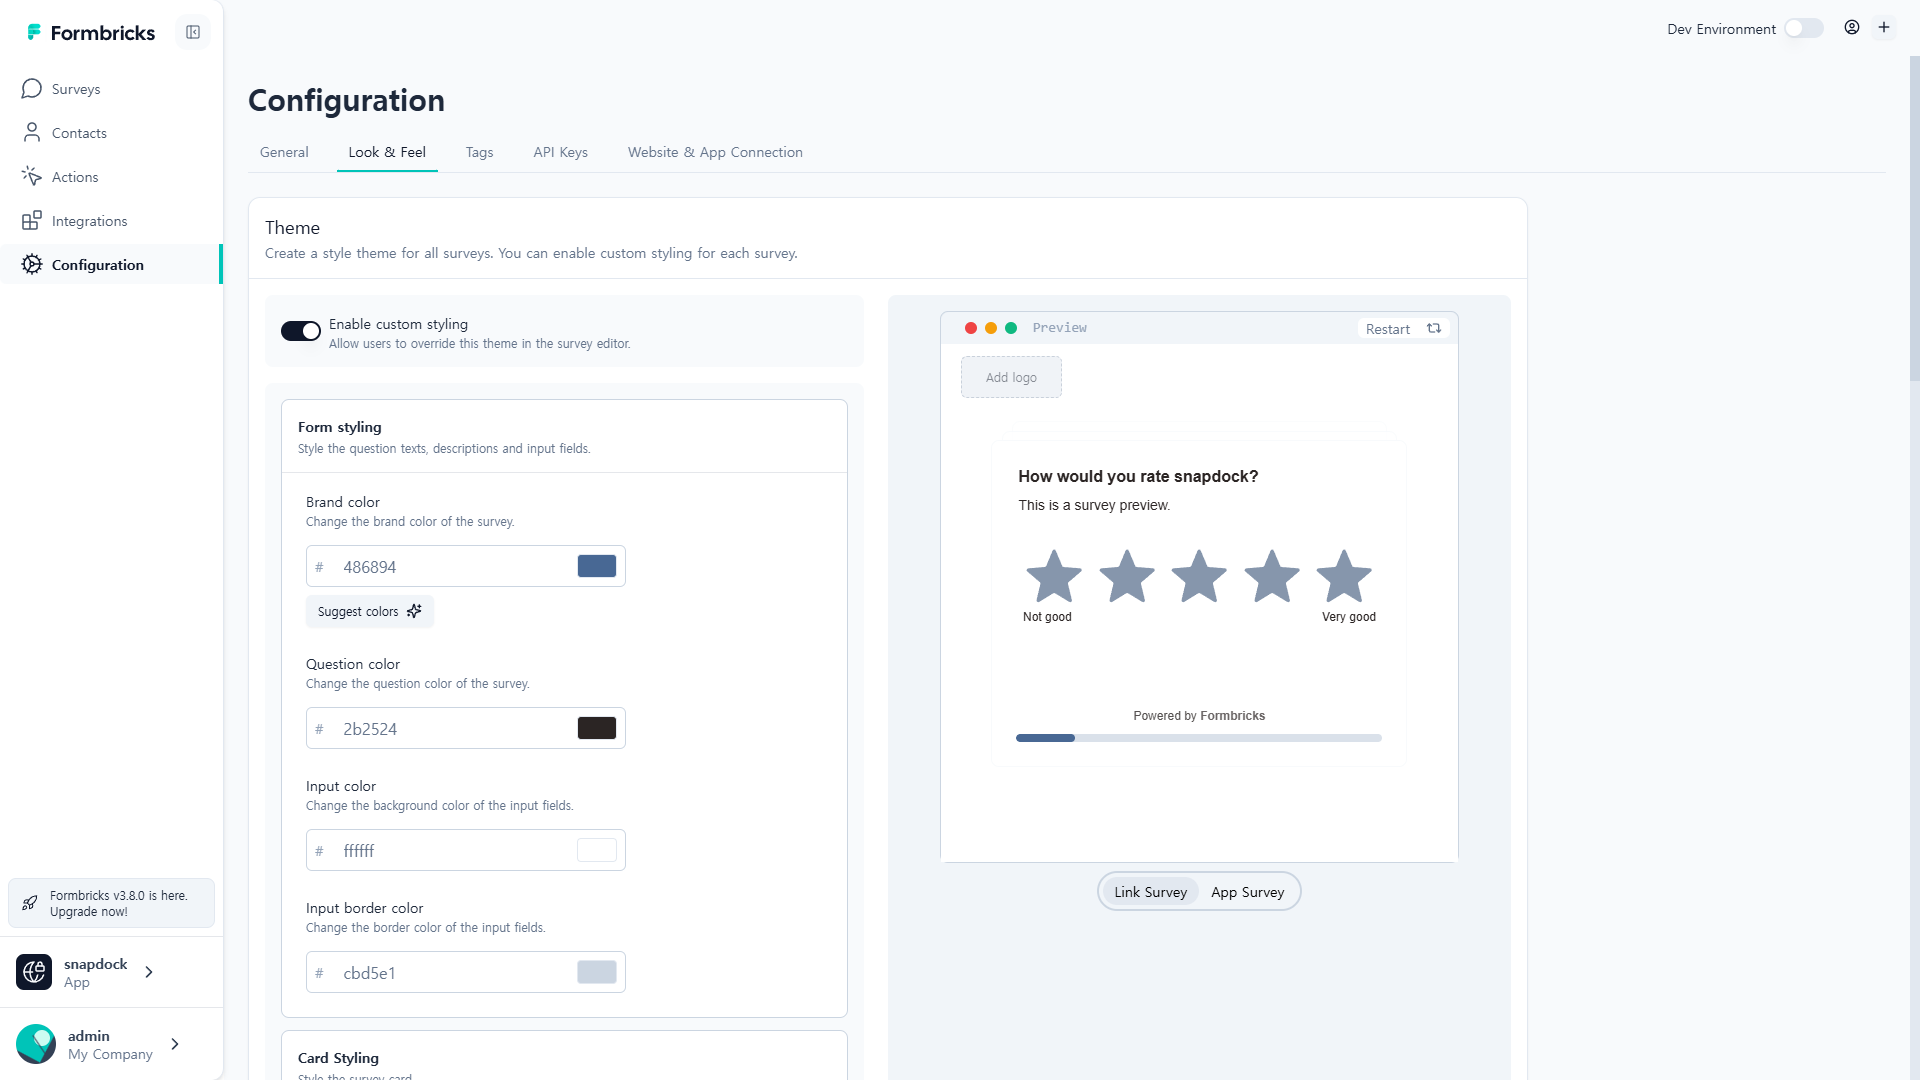 Formbricks
Dev Environment
Surveys
Contacts
Actions
Integrations
Configuration
Configuration
General
Look & Feel
Tags
API Keys
Website & App Connection
Theme
Create a style theme for all surveys. You can enable custom styling for each survey.
Enable custom styling
Allow users to override this theme in the survey editor.
Form styling
Style the question texts, descriptions and input fields.
Brand color
Change the brand color of the survey.
# 486894
Suggest colors
Question color
Change the question color of the survey.
# 2b2524
Input color
Change the background color of the input fields.
# ffffff
Input border color
Change the border color of the input fields.
# cbd5e1
Card Styling
Style the survey card.
Preview
Restart
Add logo
How would you rate snapdock?
This is a survey preview.
Not good
Very good
Powered by Formbricks
Link Survey
App Survey
Formbricks v3.8.0 is here.
Upgrade now!
snapdock
App
admin
My Company